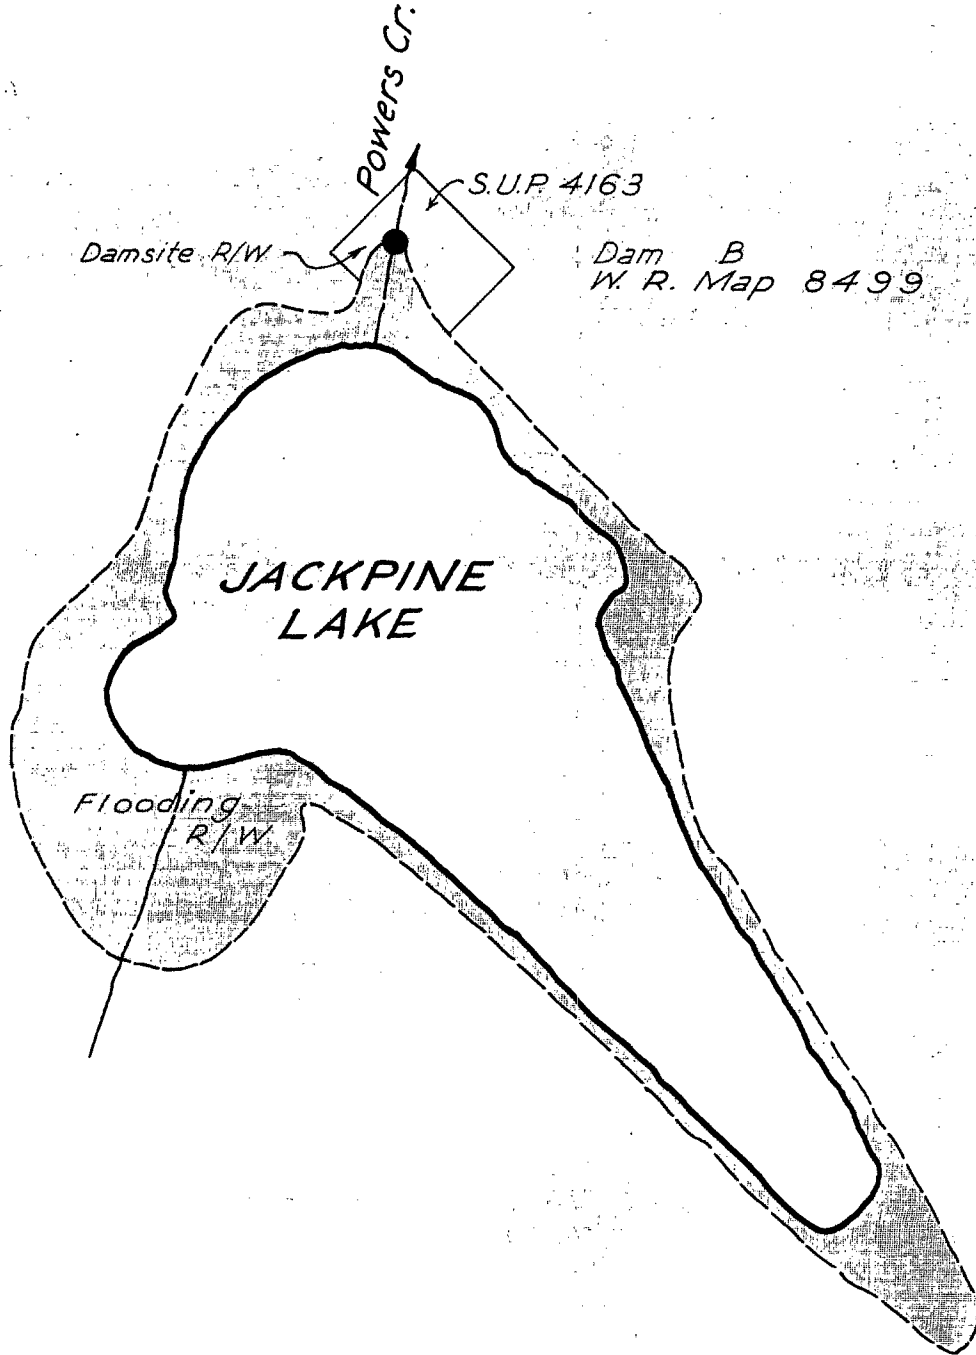 Powers Cr.
S.U.P. 4163
Damsite R/W
Dam B
W. R. Map 8499
JACKPINE
LAKE
Flooding
R/W